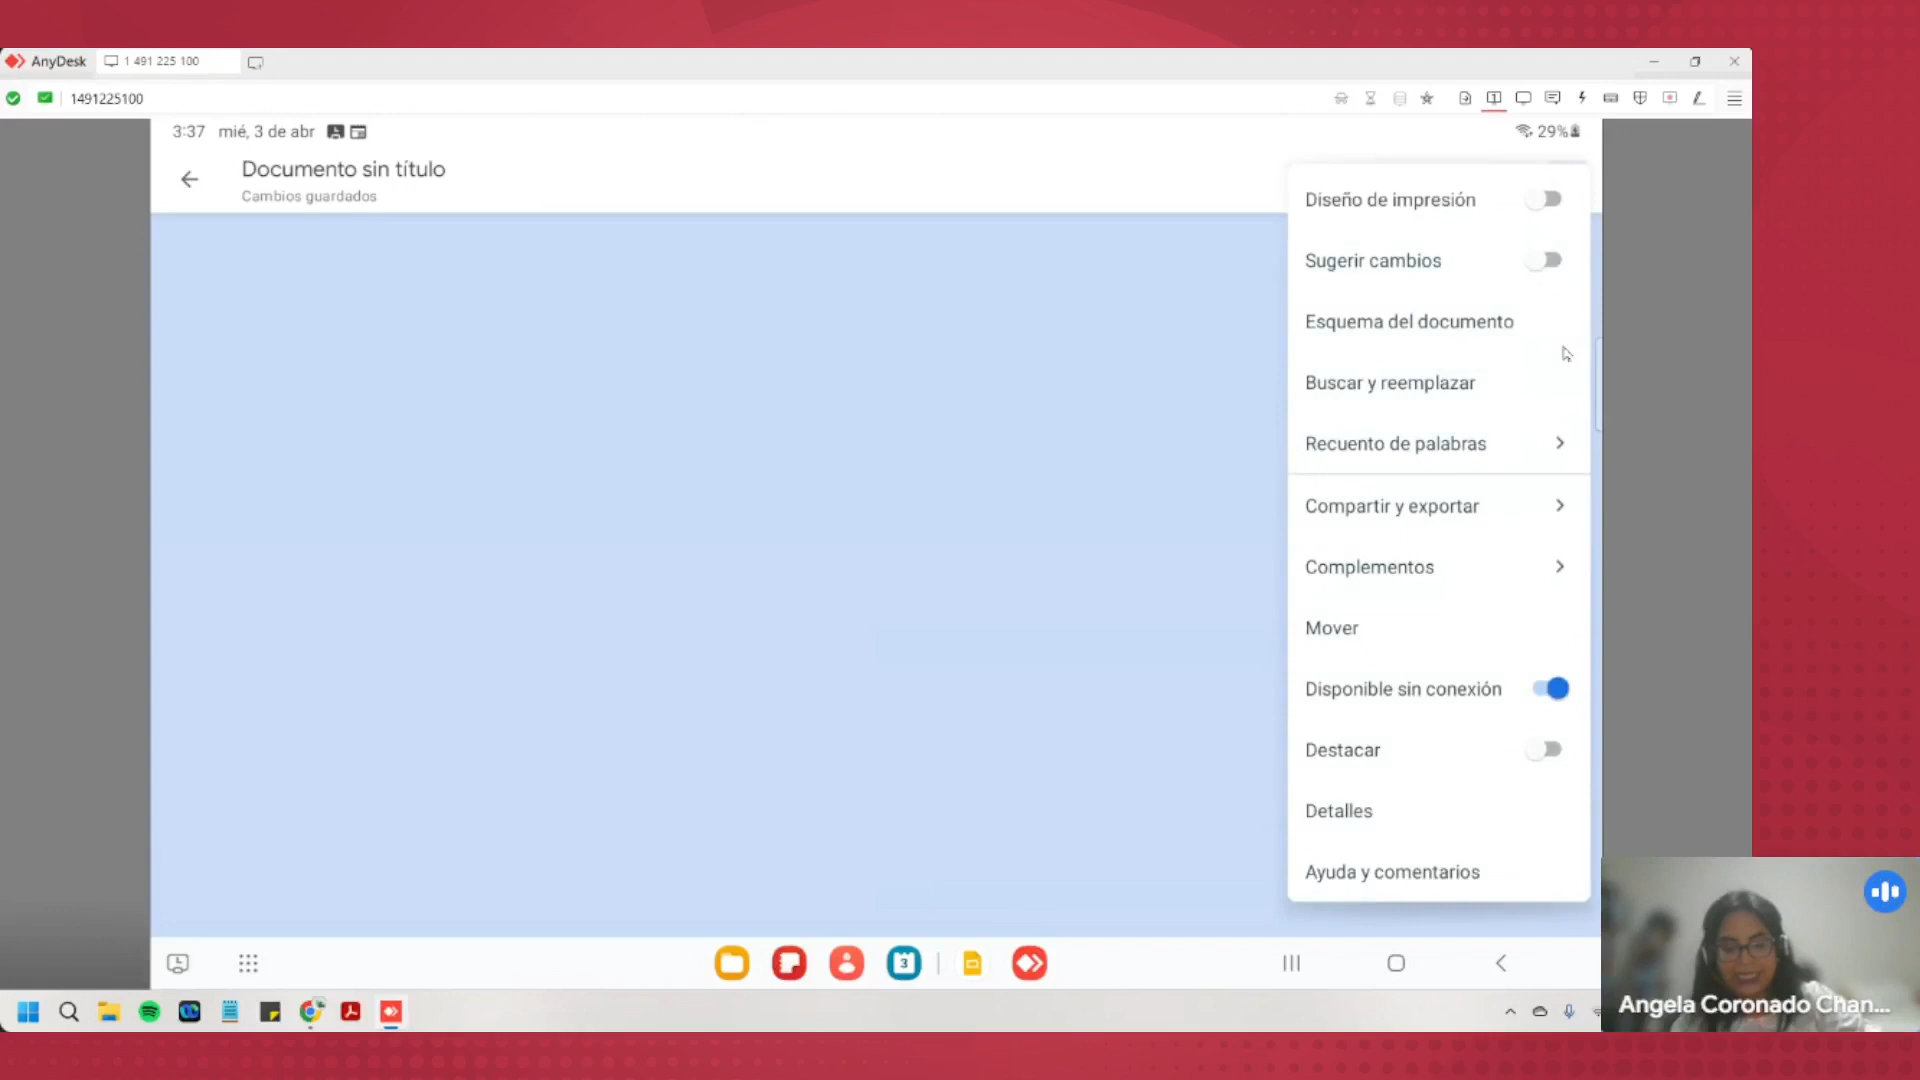 AnyDesk
1 491 225 100
1491225100
3:37 mié, 3 de abr
29%
Documento sin título
Cambios guardados
Diseño de impresión
Sugerir cambios
Esquema del documento
Buscar y reemplazar
Recuento de palabras
Compartir y exportar
Complementos
Mover
Disponible sin conexión
Destacar
Detalles
Ayuda y comentarios
3
Angela Coronado Chan...